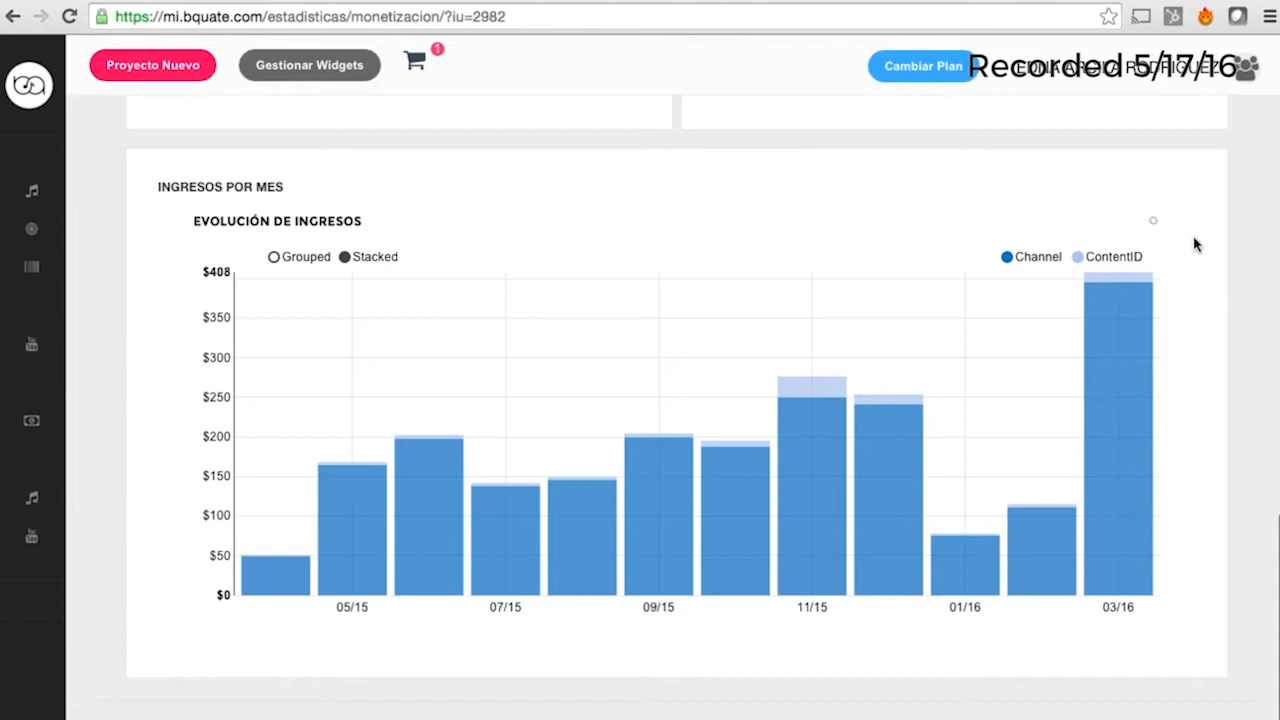 https://mi.bquate.com/estadisticas/monetizacion/?iu=2982
Proyecto Nuevo
Gestionar Widgets
1
Cambiar Plan
Recorded 5/17/16
INGRESOS POR MES
EVOLUCIÓN DE INGRESOS
Grouped Stacked
Channel ContentID
$408
$350
$300
$250
$200
$150
$100
$50
$0
05/15 07/15 09/15 11/15 01/16 03/16